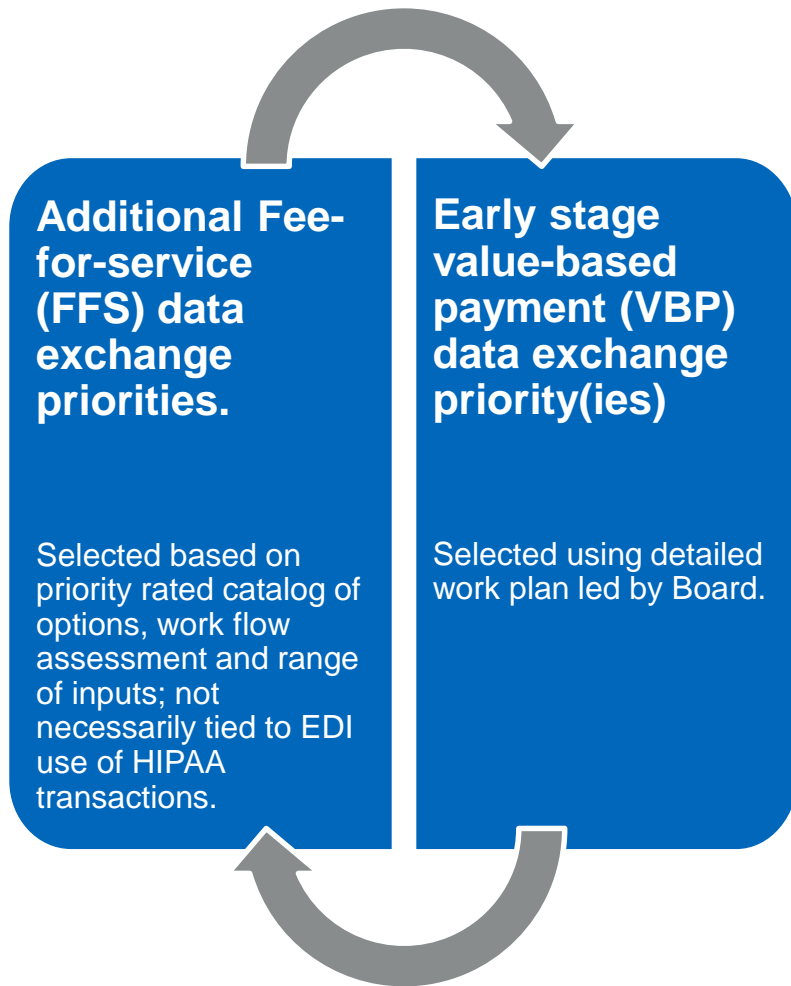 Additional Fee-
for-service
(FFS) data
exchange
priorities.
Selected based on
priority rated catalog of
options, work flow
assessment and range
of inputs; not
necessarily tied to EDI
use of HIPAA
transactions.
Early stage
value-based
payment (VBP)
data exchange
priority(ies)
Selected using detailed
work plan led by Board.